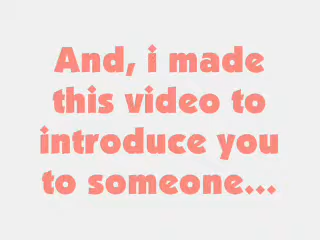 And, i made
this video to
introduce you
to someone...